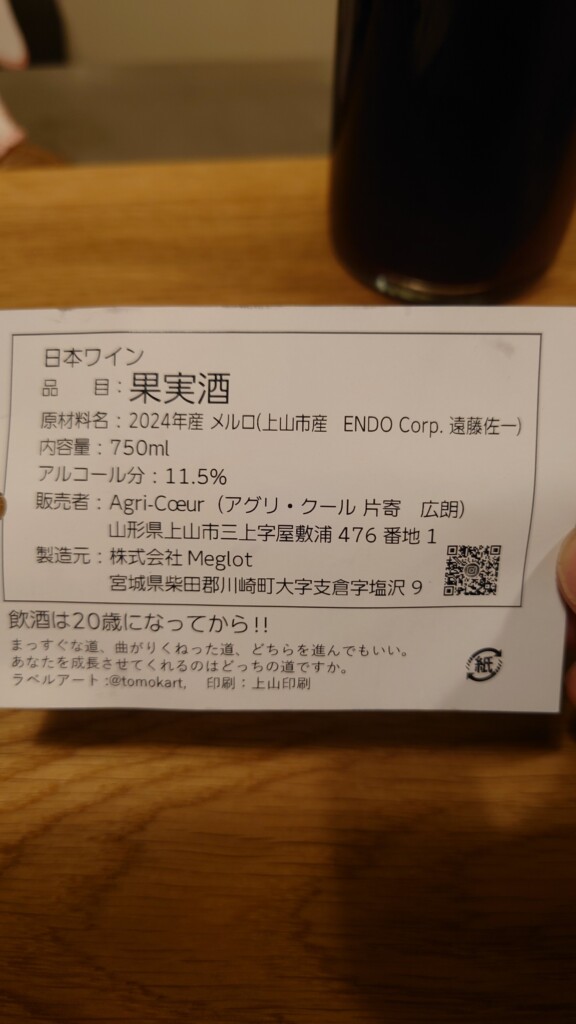 日本ワイン
品　目：果実酒
原材料名：2024年産 メルロ(上山市産　ENDO Corp. 遠藤佐一)
内容量：750ml
アルコール分：11.5%
販売者：Agri-Cœur（アグリ・クール 片寄　広朗）
山形県上山市三上字屋敷浦 476 番地 1
製造元：株式会社 Meglot
宮城県柴田郡川崎町大字支倉字塩沢 9
飲酒は20歳になってから!!
まっすぐな道、曲がりくねった道、どちらを進んでもいい。
あなたを成長させてくれるのはどっちの道ですか。
ラベルアート:@tomokart,　印刷：上山印刷
紙